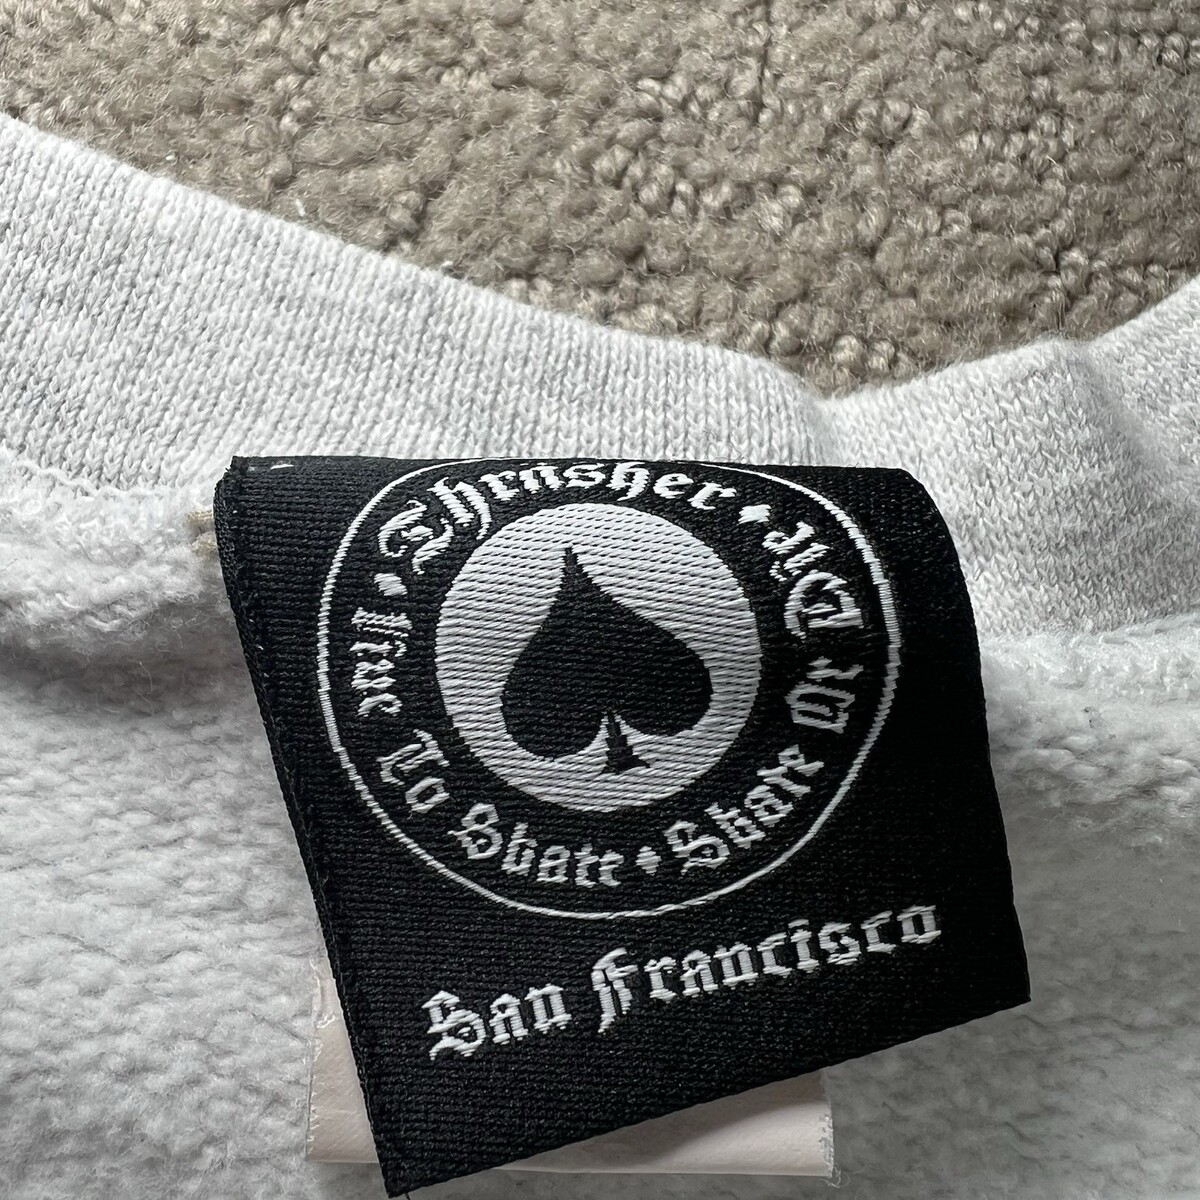 Thrasher
Live To Skate ♦ Skate Or Die
San Francisco